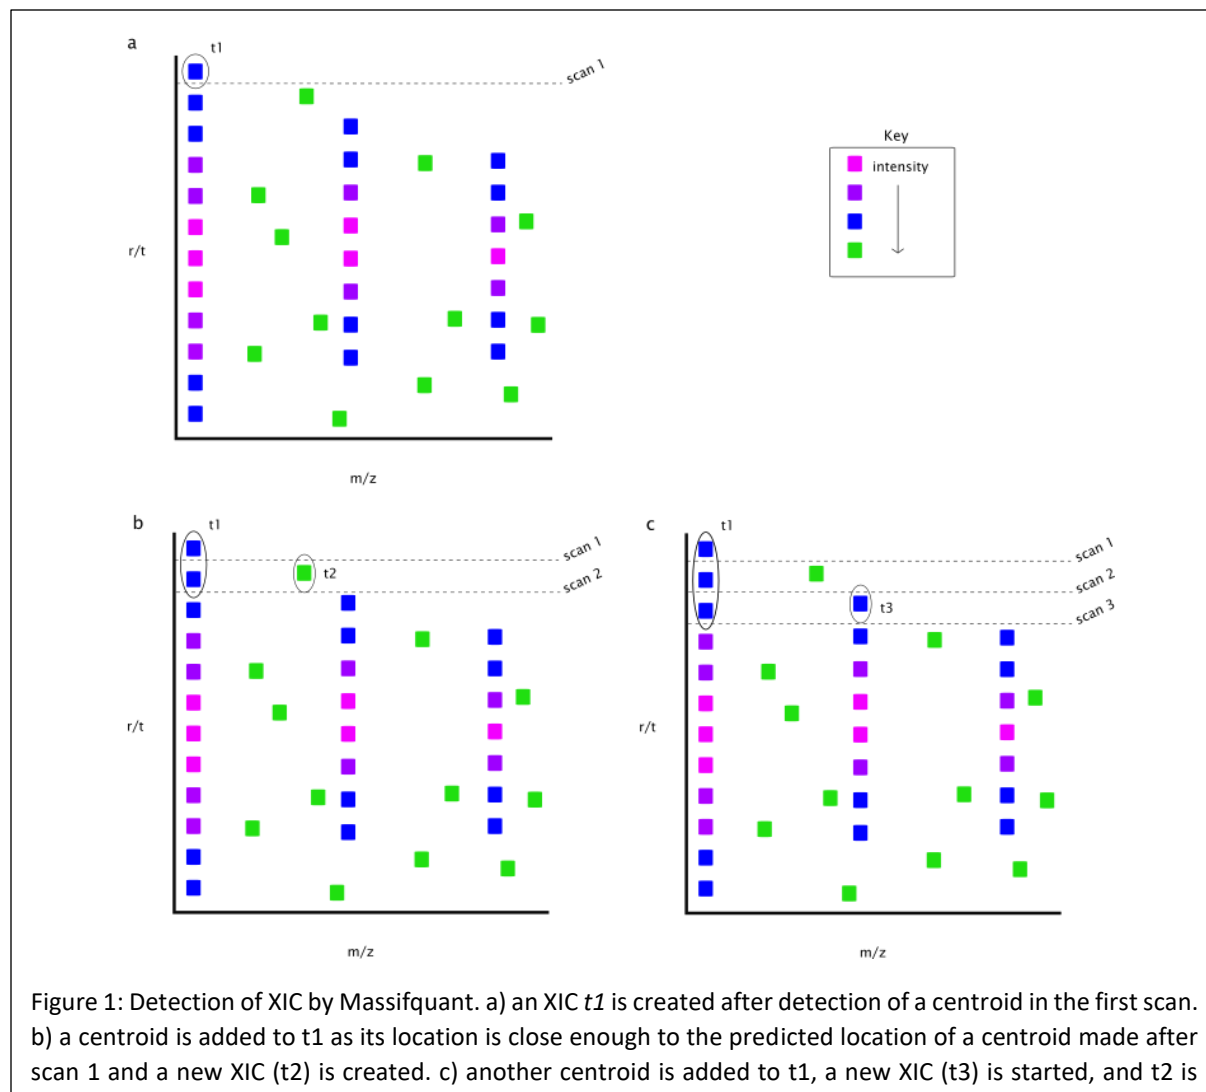 a
t1
scan 1
Key
intensity
r/t
m/z
b
t1
scan 1
t2
scan 2
r/t
m/z
c
t1
scan 1
scan 2
t3
scan 3
r/t
m/z
Figure 1: Detection of XIC by Massifquant. a) an XIC t1 is created after detection of a centroid in the first scan.
b) a centroid is added to t1 as its location is close enough to the predicted location of a centroid made after
scan 1 and a new XIC (t2) is created. c) another centroid is added to t1, a new XIC (t3) is started, and t2 is